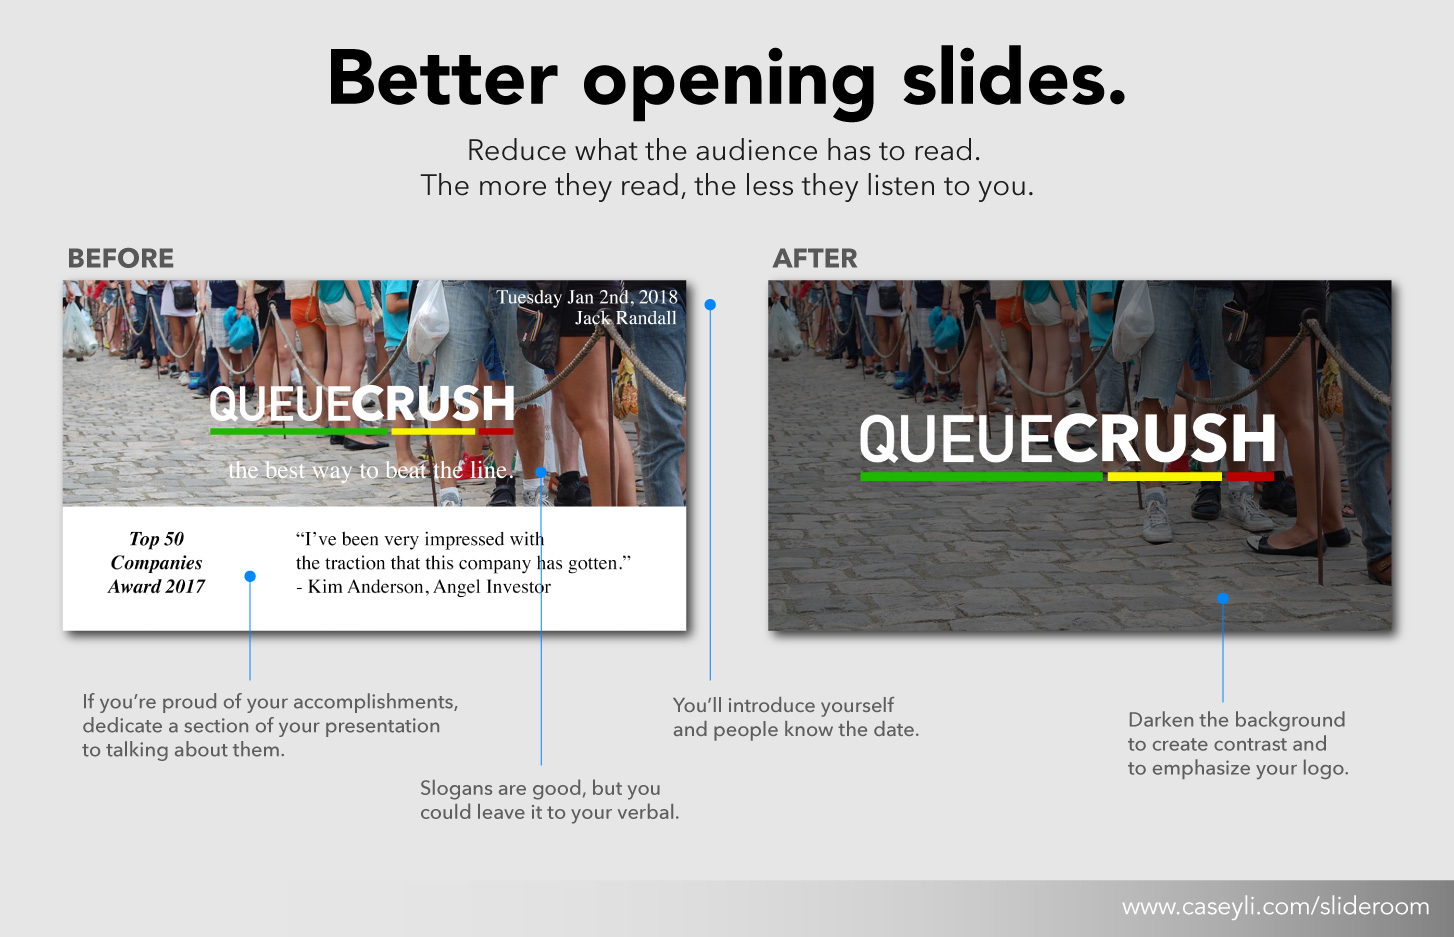 Better opening slides.
Reduce what the audience has to read.
The more they read, the less they listen to you.
BEFORE
Tuesday Jan 2nd, 2018
Jack Randall
QUEUECRUSH
the best way to beat the line.
Top 50
Companies
Award 2017
“I’ve been very impressed with
the traction that this company has gotten.”
- Kim Anderson, Angel Investor
AFTER
QUEUECRUSH
If you’re proud of your accomplishments,
dedicate a section of your presentation
to talking about them.
Slogans are good, but you
could leave it to your verbal.
You’ll introduce yourself
and people know the date.
Darken the background
to create contrast and
to emphasize your logo.
www.caseyli.com/slideroom